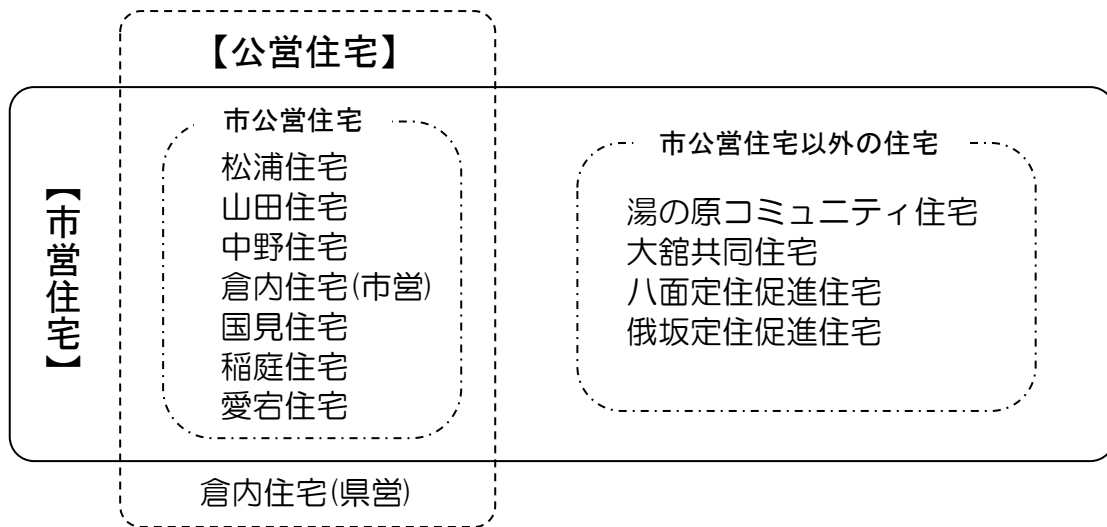 【公営住宅】
【市営住宅】
市公営住宅
松浦住宅
山田住宅
中野住宅
倉内住宅(市営)
国見住宅
稲庭住宅
愛宕住宅
市公営住宅以外の住宅
湯の原コミュニティ住宅
大舘共同住宅
八面定住促進住宅
俄坂定住促進住宅
倉内住宅(県営)